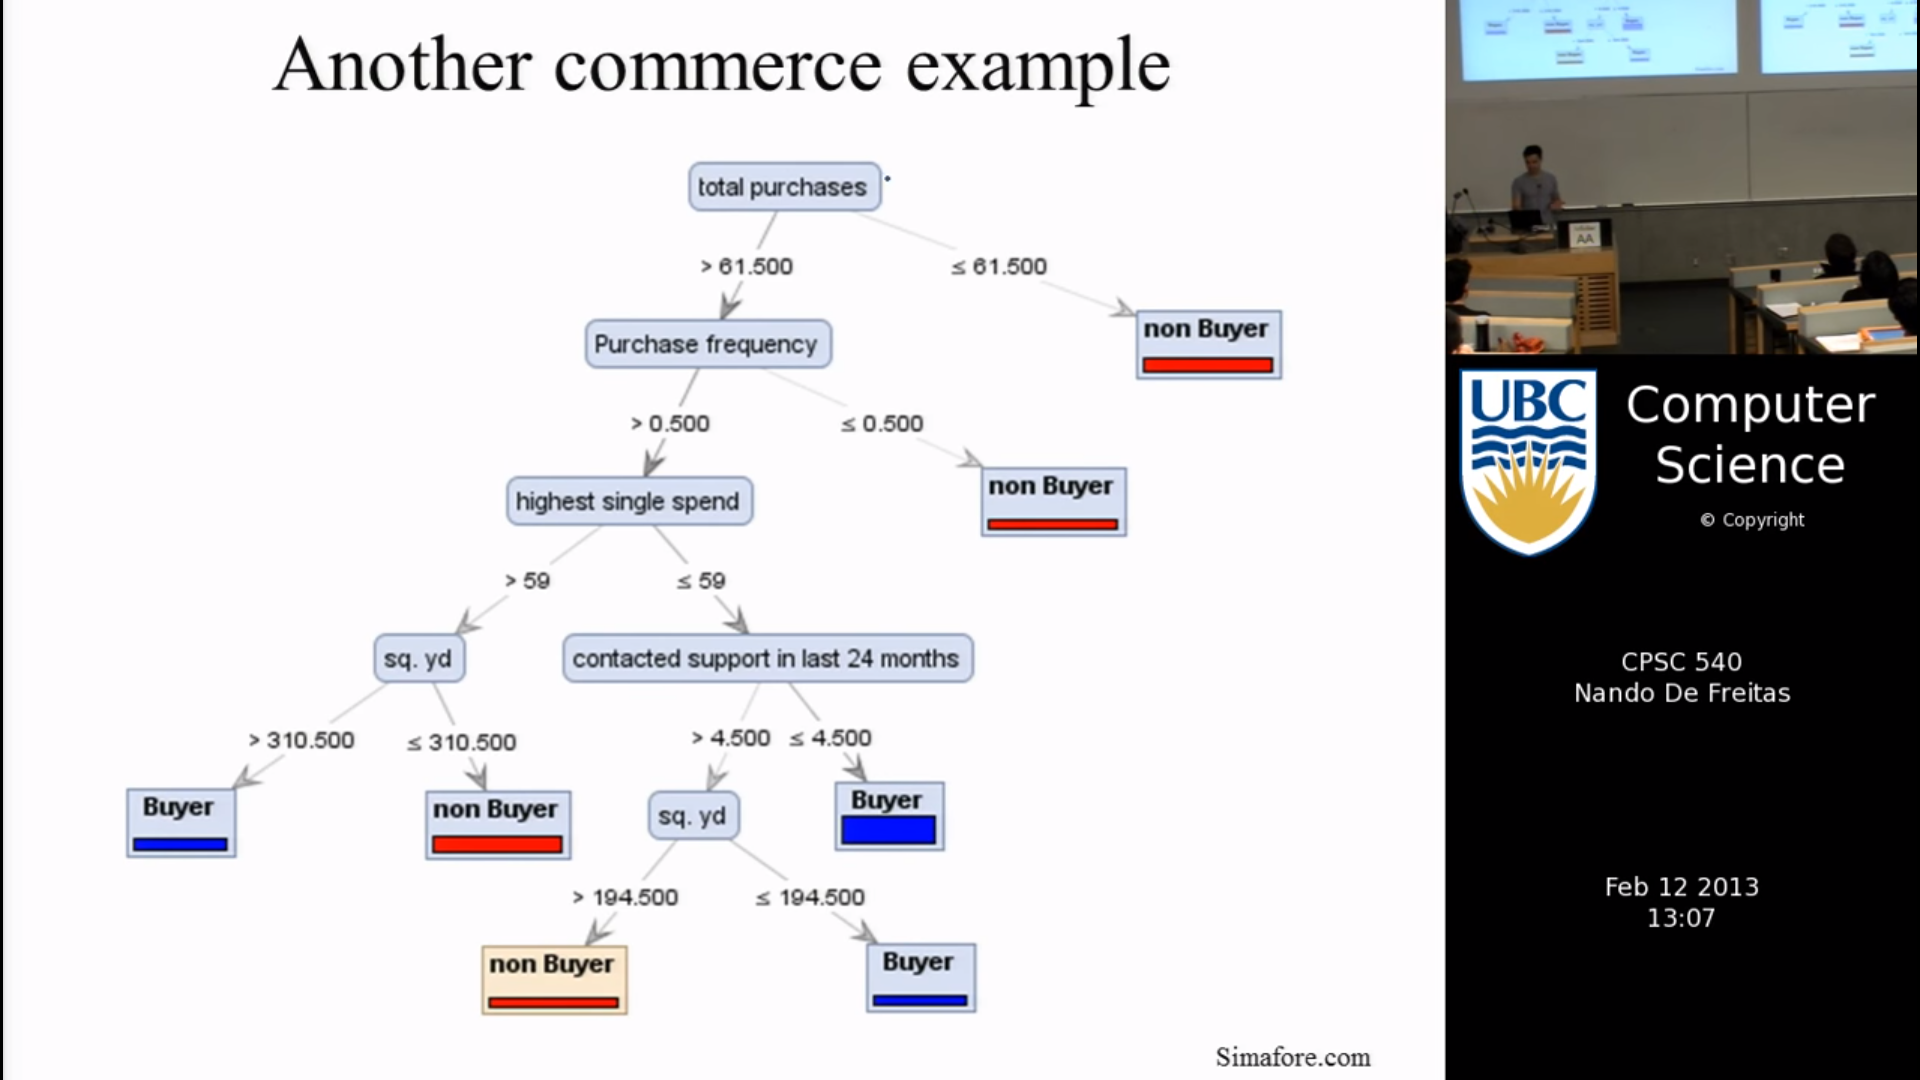 Another commerce example
total purchases
> 61.500
≤ 61.500
non Buyer
Purchase frequency
> 0.500
≤ 0.500
non Buyer
highest single spend
> 59
≤ 59
sq. yd
contacted support in last 24 months
> 310.500
≤ 310.500
> 4.500
≤ 4.500
Buyer
non Buyer
sq. yd
Buyer
> 194.500
≤ 194.500
non Buyer
Buyer
Simafore.com
AA
UBC
Computer
Science
© Copyright
CPSC 540
Nando De Freitas
Feb 12 2013
13:07